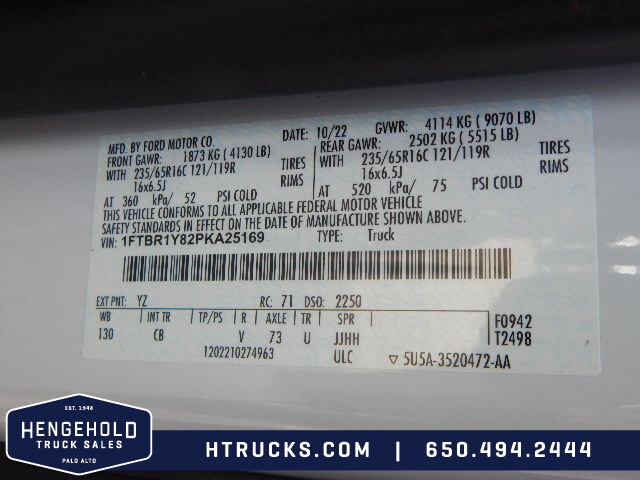 MFD. BY FORD MOTOR CO.
DATE: 10/22
GVWR: 4114 KG ( 9070 LB)
FRONT GAWR: 1873 KG ( 4130 LB)
REAR GAWR: 2502 KG ( 5515 LB)
WITH 235/65R16C 121/119R TIRES
WITH 235/65R16C 121/119R TIRES
16x6.5J RIMS
16x6.5J RIMS
AT 360 kPa/ 52 PSI COLD
AT 520 kPa/ 75 PSI COLD
THIS VEHICLE CONFORMS TO ALL APPLICABLE FEDERAL MOTOR VEHICLE
SAFETY STANDARDS IN EFFECT ON THE DATE OF MANUFACTURE SHOWN ABOVE.
VIN: 1FTBR1Y82PKA25169
TYPE: Truck
EXT PNT: YZ RC: 71 DSO: 2250
WB INT TR TP/PS R AXLE TR SPR F0942
130 CB V 73 U JJHH T2498
1202210274963 ULC ▽ 5U5A-3520472-AA
EST. 1940
HENGEHOLD
TRUCK SALES
PALO ALTO
HTRUCKS.COM | 650.494.2444